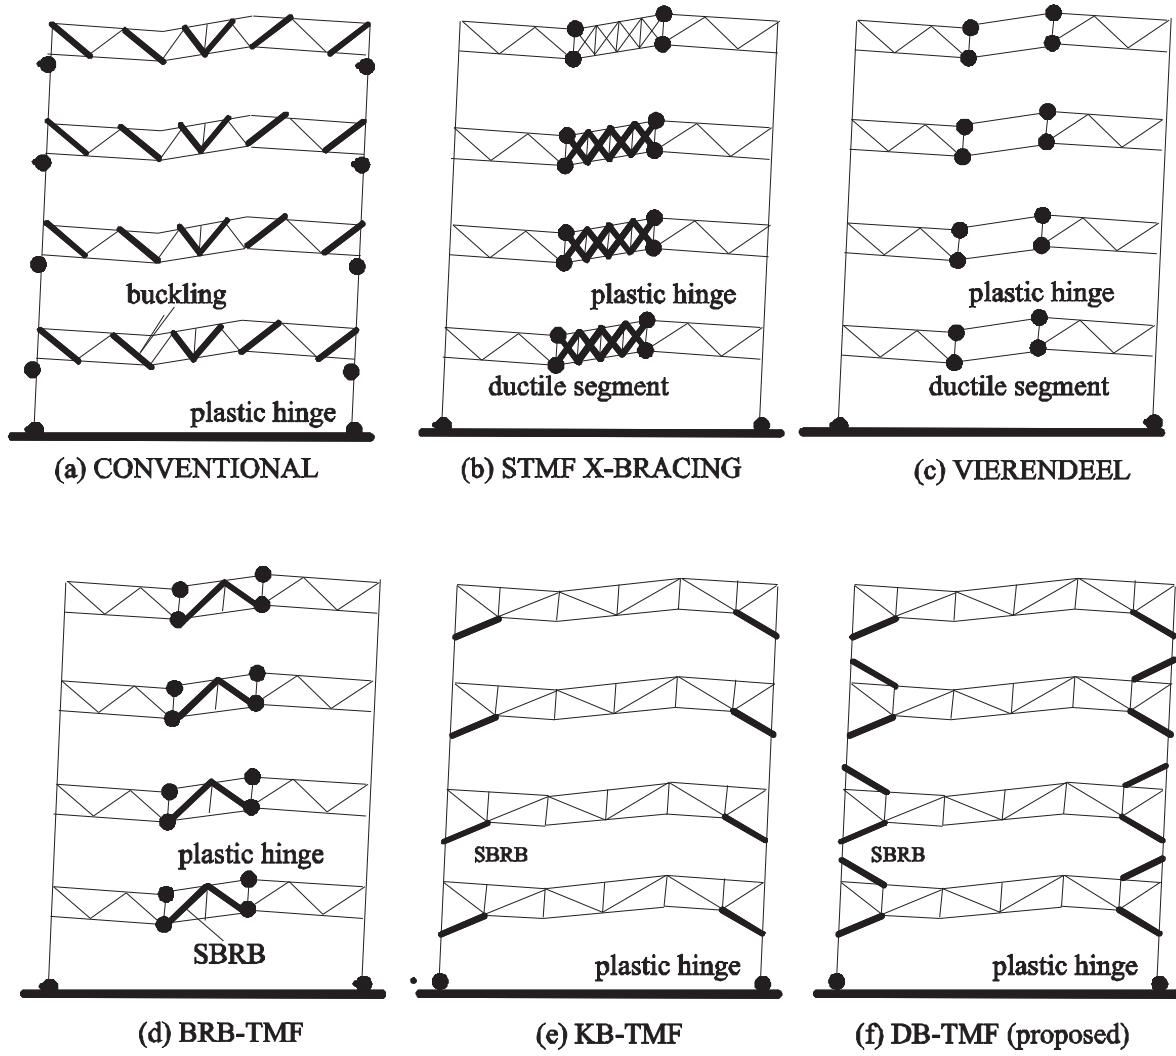 buckling
plastic hinge
(a) CONVENTIONAL
plastic hinge
ductile segment
(b) STMF X-BRACING
plastic hinge
ductile segment
(c) VIERENDEEL
plastic hinge
SBRB
(d) BRB-TMF
SBRB
plastic hinge
(e) KB-TMF
SBRB
plastic hinge
(f) DB-TMF (proposed)